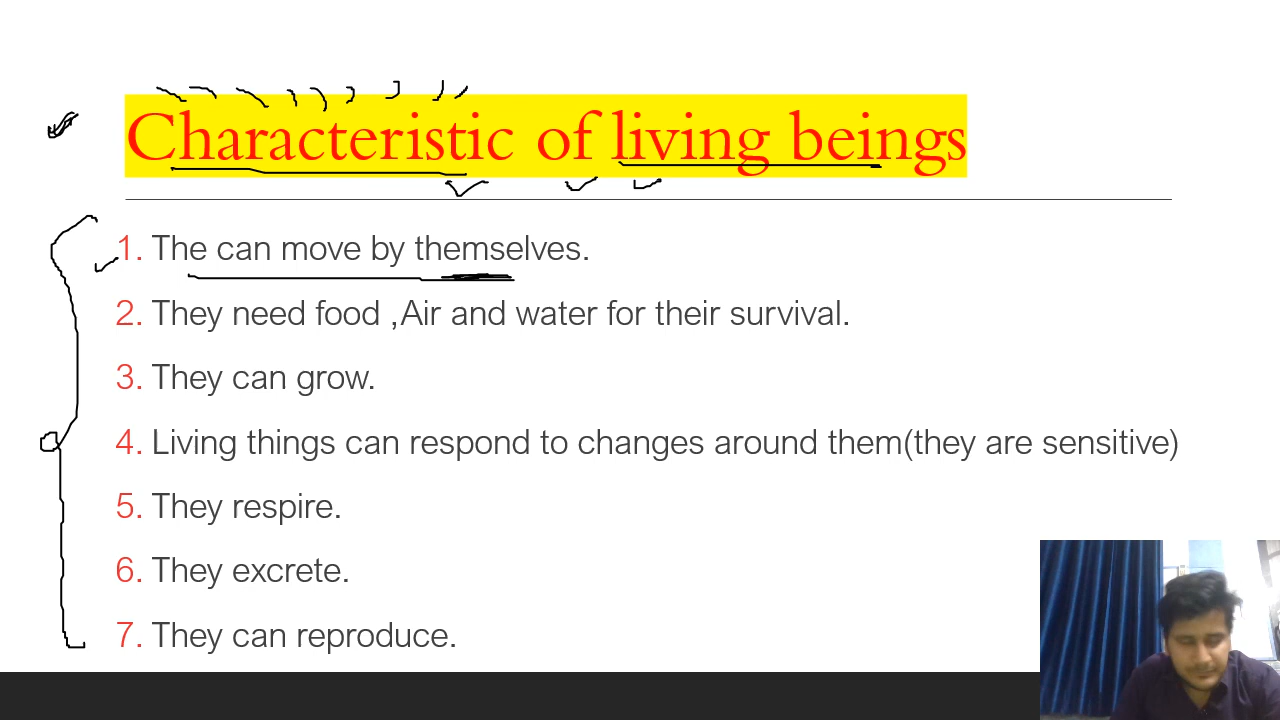 Characteristic of living beings
1. The can move by themselves.
2. They need food ,Air and water for their survival.
3. They can grow.
4. Living things can respond to changes around them(they are sensitive)
5. They respire.
6. They excrete.
7. They can reproduce.